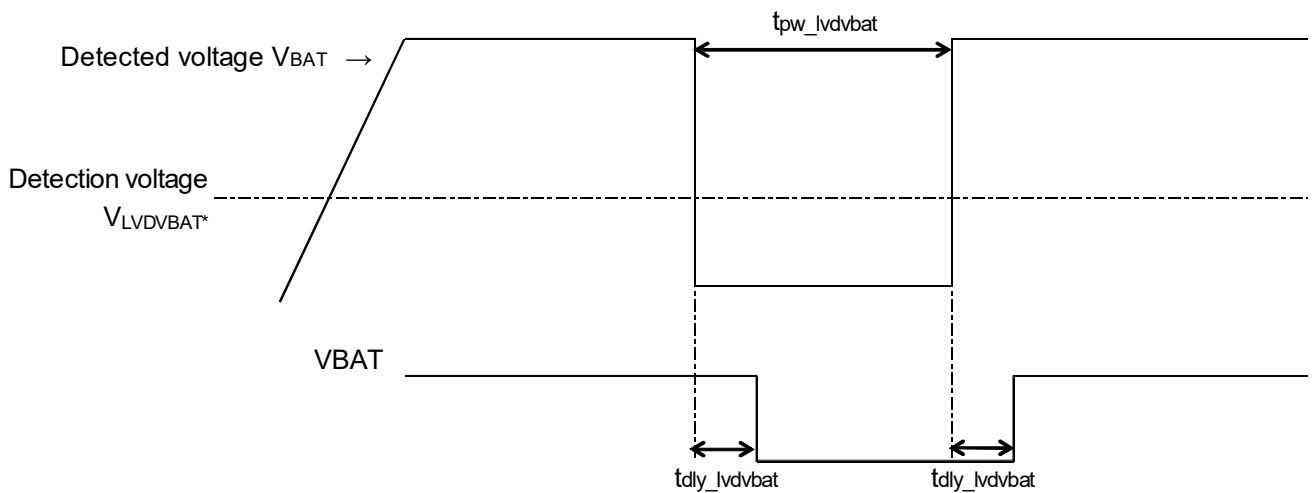 tpw_lvdvbat
Detected voltage VBAT →
Detection voltage
VLVDVBAT*
VBAT
tdly_lvdvbat
tdly_lvdvbat